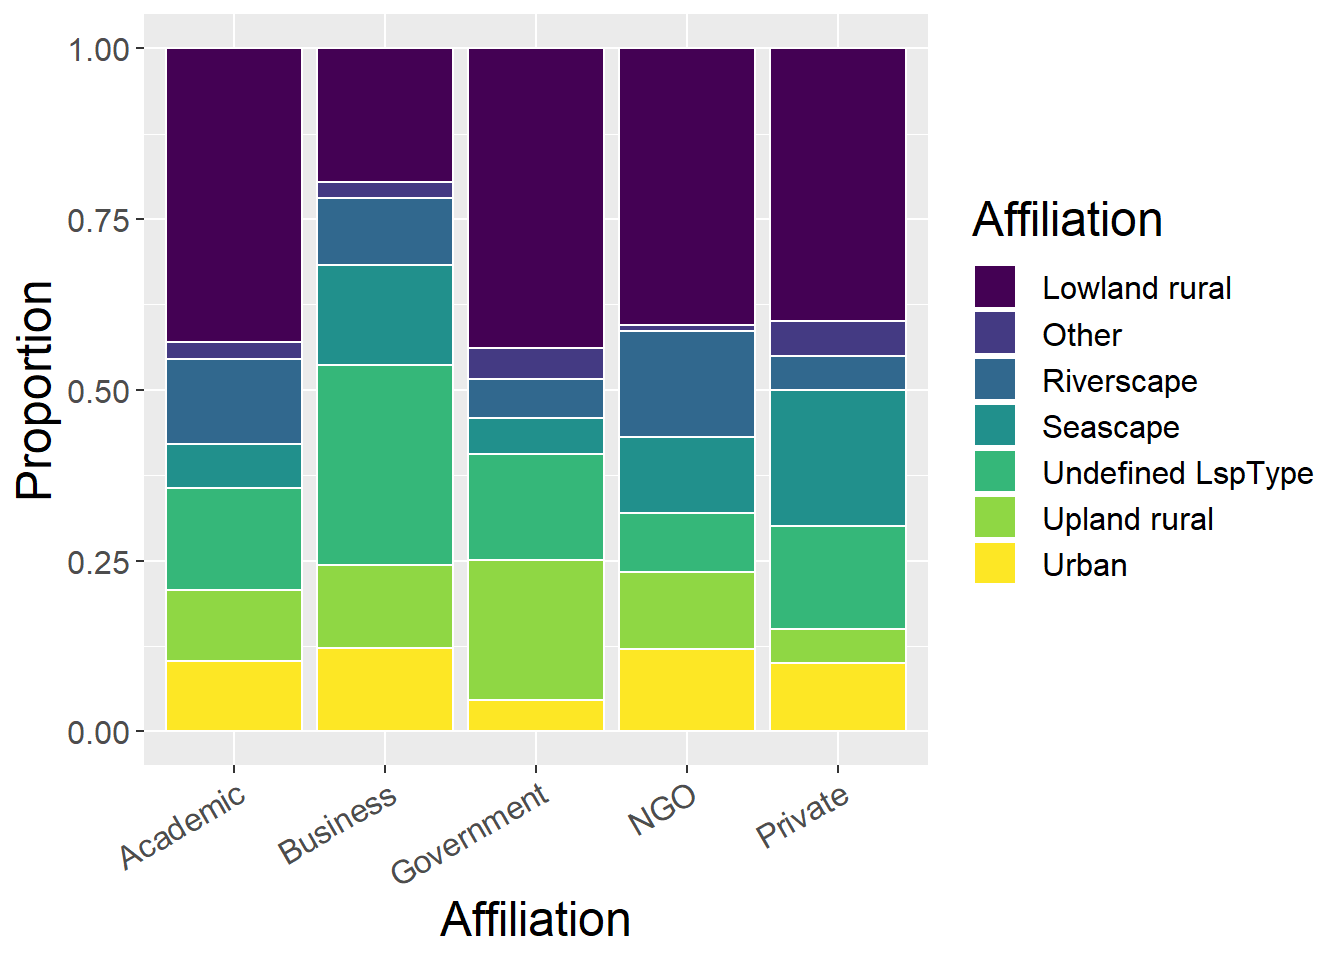 1.00
0.75
0.50
0.25
0.00
Proportion
Academic
Business
Government
NGO
Private
Affiliation
Affiliation
Lowland rural
Other
Riverscape
Seascape
Undefined LspType
Upland rural
Urban